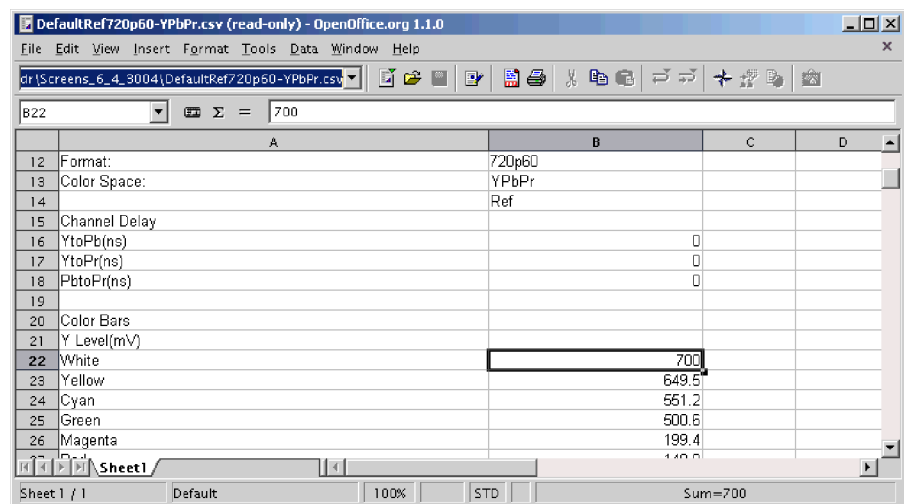 DefaultRef720p60-YPbPr.csv (read-only) - OpenOffice.org 1.1.0
File Edit View Insert Format Tools Data Window Help
dr\Screens_6_4_3004\DefaultRef720p60-YPbPr.csv
B22 Σ = 700
A B C D
12 Format: 720p60
13 Color Space: YPbPr
14 Ref
15 Channel Delay
16 YtoPb(ns) 0
17 YtoPr(ns) 0
18 PbtoPr(ns) 0
19
20 Color Bars
21 Y Level(mV)
22 White 700
23 Yellow 649.5
24 Cyan 551.2
25 Green 500.6
26 Magenta 199.4
Sheet1
Sheet 1 / 1 Default 100% STD Sum=700